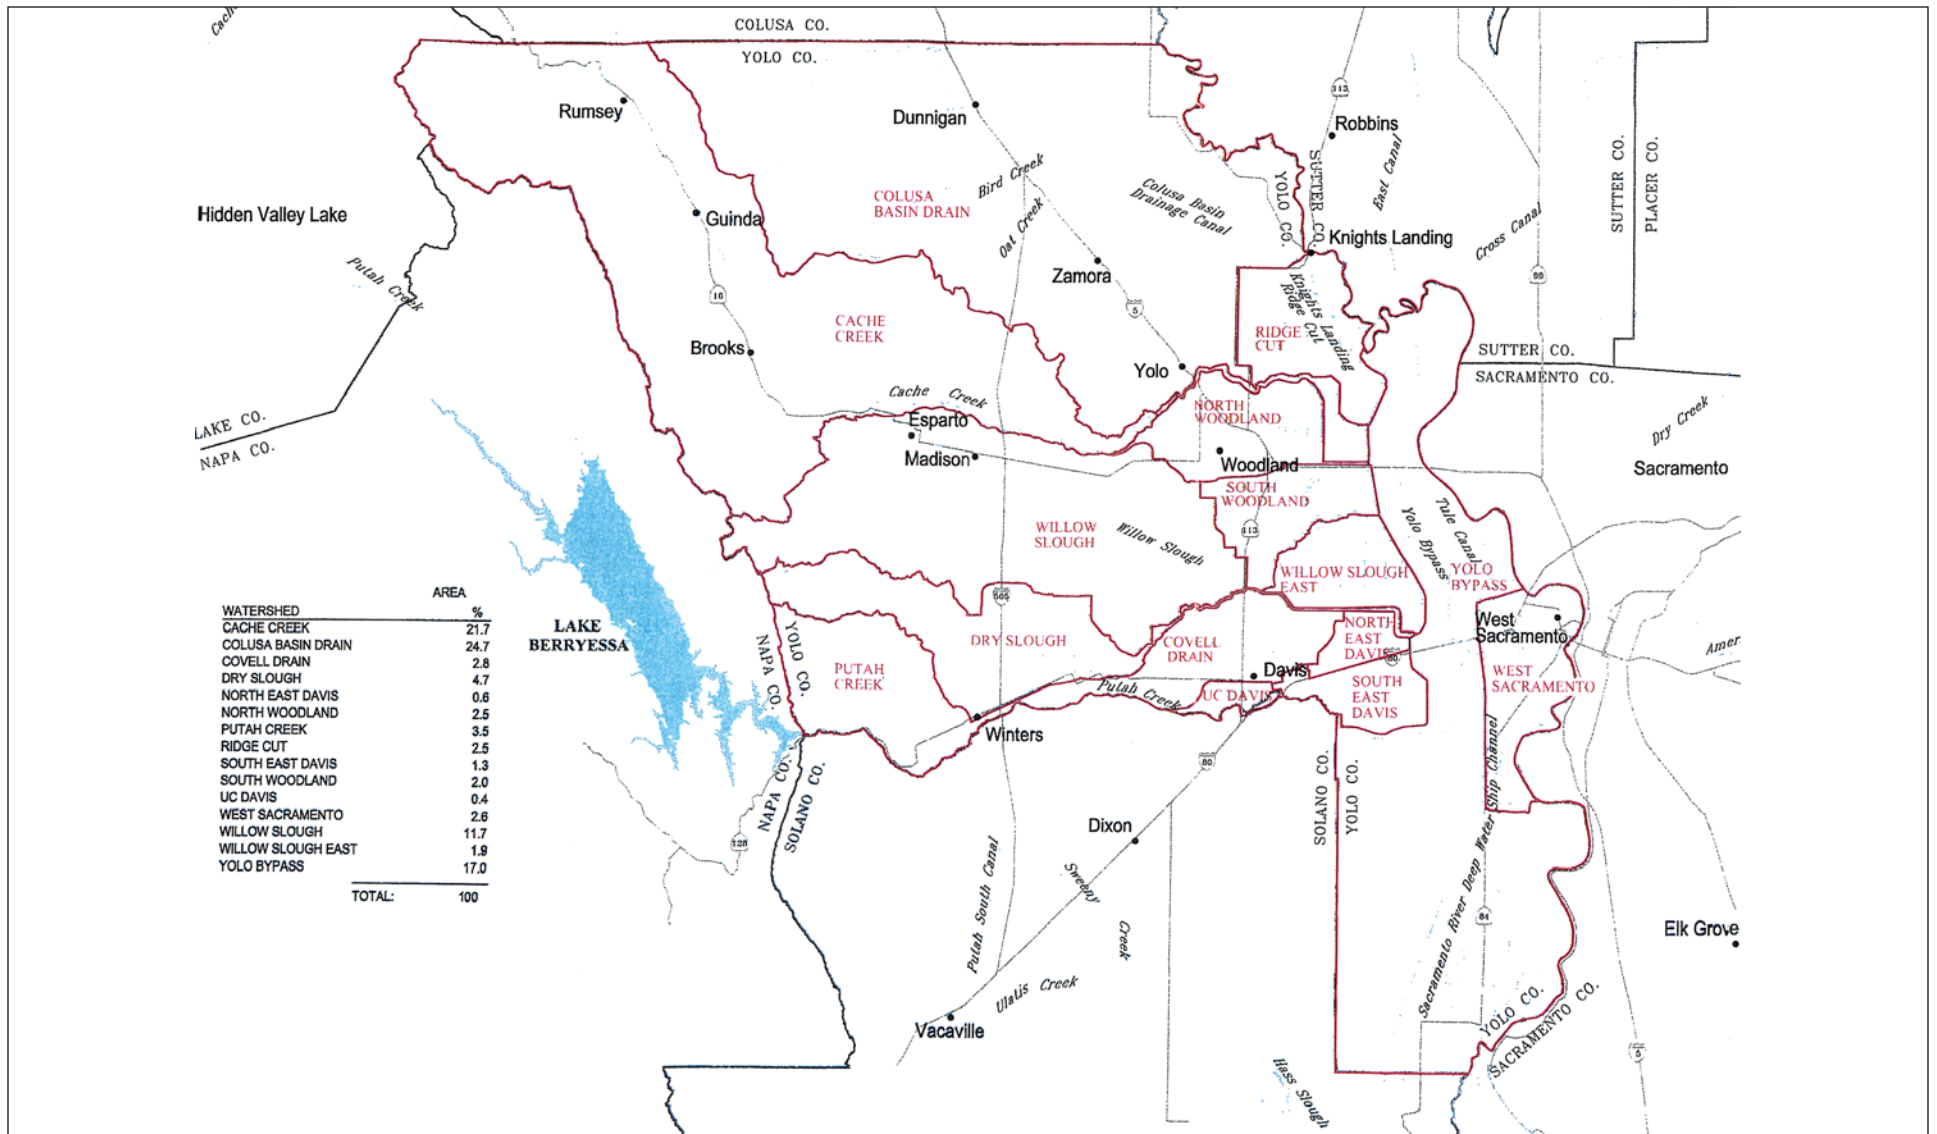 COLUSA CO.
YOLO CO.
Rumsey
Dunnigan
113
Robbins
SUTTER CO.
PLACER CO.
East Canal
Bird Creek
COLUSA
BASIN DRAIN
Colusa Basin
Drainage Canal
YOLO CO.
SUTTER CO.
Hidden Valley Lake
Guinda
Oat Creek
Knights Landing
Cross Canal
Putah Creek
Zamora
16
5
99
Knights Landing
Ridge Cut
CACHE
CREEK
RIDGE
CUT
Brooks
Yolo
SUTTER CO.
SACRAMENTO CO.
Cache Creek
NORTH
WOODLAND
Dry Creek
LAKE CO.
NAPA CO.
Esparto
Madison
Woodland
Sacramento
SOUTH
WOODLAND
WILLOW
SLOUGH
Willow Slough
113
Yolo Bypass
Tule Canal
WILLOW SLOUGH
EAST
YOLO
BYPASS
505
West
Sacramento
LAKE
BERRYESSA
NAPA CO.
YOLO CO.
DRY SLOUGH
COVELL
DRAIN
NORTH
EAST
DAVIS
80
PUTAH
CREEK
Davis
Putah Creek
UC DAVIS
SOUTH
EAST
DAVIS
WEST
SACRAMENTO
Winters
80
NAPA CO.
SOLANO CO.
SOLANO CO.
YOLO CO.
Sacramento River Deep Water Ship Channel
128
Dixon
Putah South Canal
Sweeny
Creek
84
Elk Grove
Ulatis Creek
Vacaville
YOLO CO.
SACRAMENTO CO.
5
Hass Slough
AREA
WATERSHED %
CACHE CREEK 21.7
COLUSA BASIN DRAIN 24.7
COVELL DRAIN 2.8
DRY SLOUGH 4.7
NORTH EAST DAVIS 0.6
NORTH WOODLAND 2.5
PUTAH CREEK 3.5
RIDGE CUT 2.5
SOUTH EAST DAVIS 1.3
SOUTH WOODLAND 2.0
UC DAVIS 0.4
WEST SACRAMENTO 2.6
WILLOW SLOUGH 11.7
WILLOW SLOUGH EAST 1.9
YOLO BYPASS 17.0
TOTAL: 100